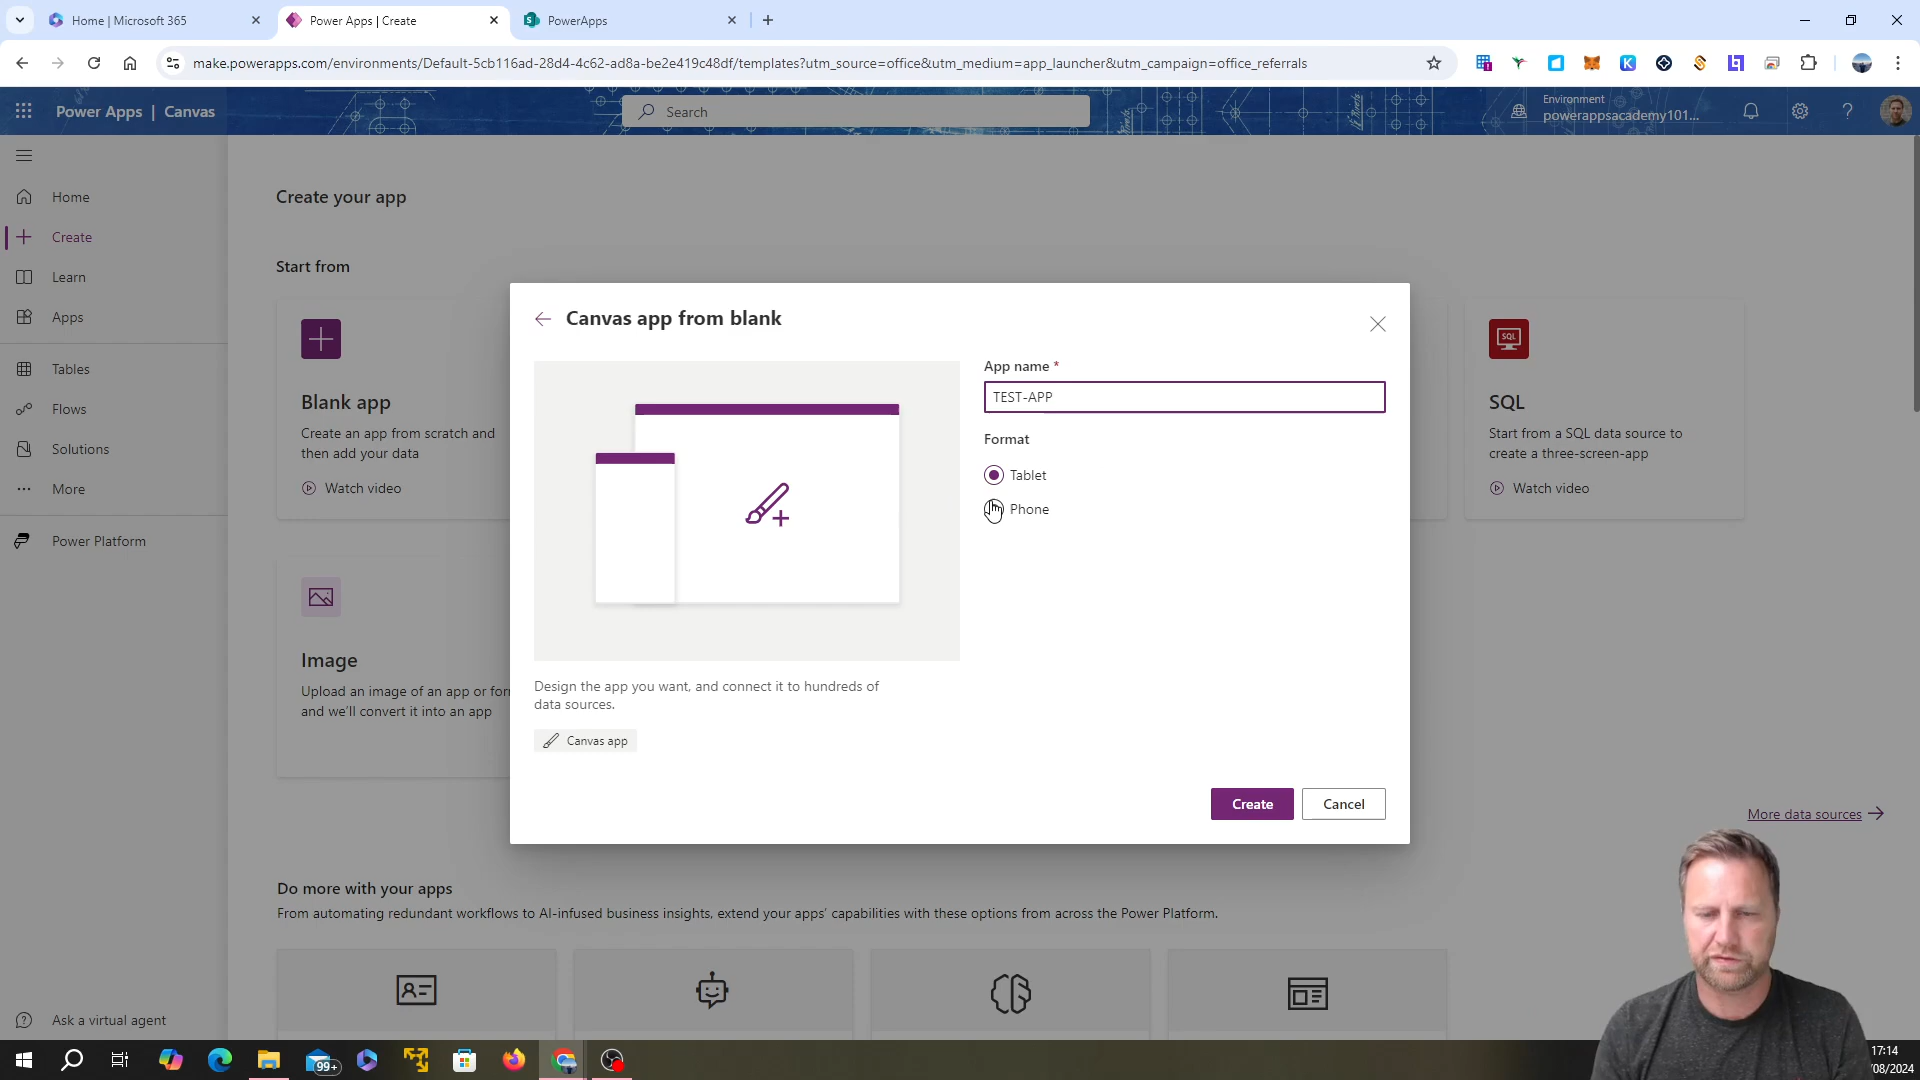 Home | Microsoft 365
Power Apps | Create
PowerApps
make.powerapps.com/environments/Default-5cb116ad-28d4-4c62-ad8a-be2e419c48df/templates?utm_source=office&utm_medium=app_launcher&utm_campaign=office_referrals
Power Apps | Canvas
Search
Environment
powerappsacademy101...
Home
Create
Learn
Apps
Tables
Flows
Solutions
More
Power Platform
Ask a virtual agent
Create your app
Start from
Blank app
Create an app from scratch and
then add your data
Watch video
Image
Upload an image of an app or for
and we'll convert it into an app
Canvas app from blank
Design the app you want, and connect it to hundreds of
data sources.
Canvas app
App name *
TEST-APP
Format
Tablet
Phone
Create
Cancel
SQL
SQL
Start from a SQL data source to
create a three-screen-app
Watch video
More data sources
Do more with your apps
From automating redundant workflows to AI-infused business insights, extend your apps' capabilities with these options from across the Power Platform.
99+
17:14
08/2024